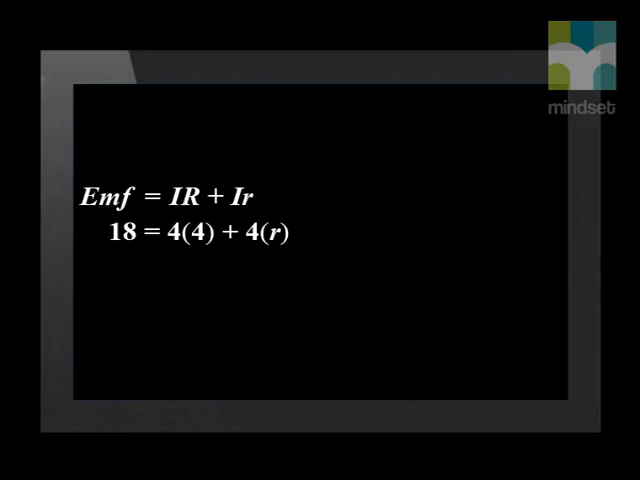 mindset
Emf = IR + Ir
18 = 4(4) + 4(r)